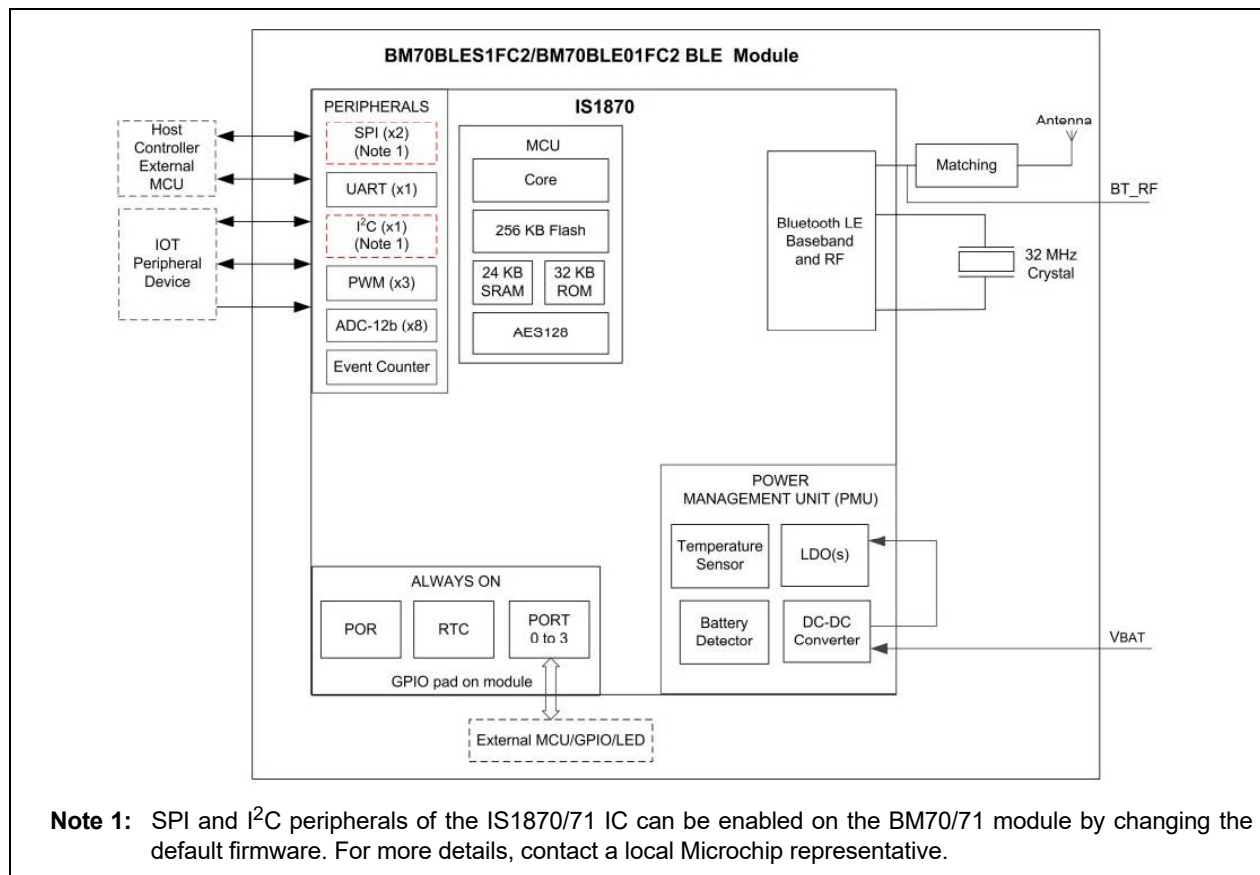 BM70BLES1FC2/BM70BLE01FC2 BLE Module
IS1870
PERIPHERALS
SPI (x2)
(Note 1)
UART (x1)
I²C (x1)
(Note 1)
PWM (x3)
ADC-12b (x8)
Event Counter
Host
Controller
External
MCU
IOT
Peripheral
Device
MCU
Core
256 KB Flash
24 KB
SRAM
32 KB
ROM
AES128
Bluetooth LE
Baseband
and RF
Matching
Antenna
BT_RF
32 MHz
Crystal
POWER
MANAGEMENT UNIT (PMU)
Temperature
Sensor
LDO(s)
Battery
Detector
DC-DC
Converter
VBAT
ALWAYS ON
POR
RTC
PORT
0 to 3
GPIO pad on module
External MCU/GPIO/LED
Note 1: SPI and I²C peripherals of the IS1870/71 IC can be enabled on the BM70/71 module by changing the
default firmware. For more details, contact a local Microchip representative.